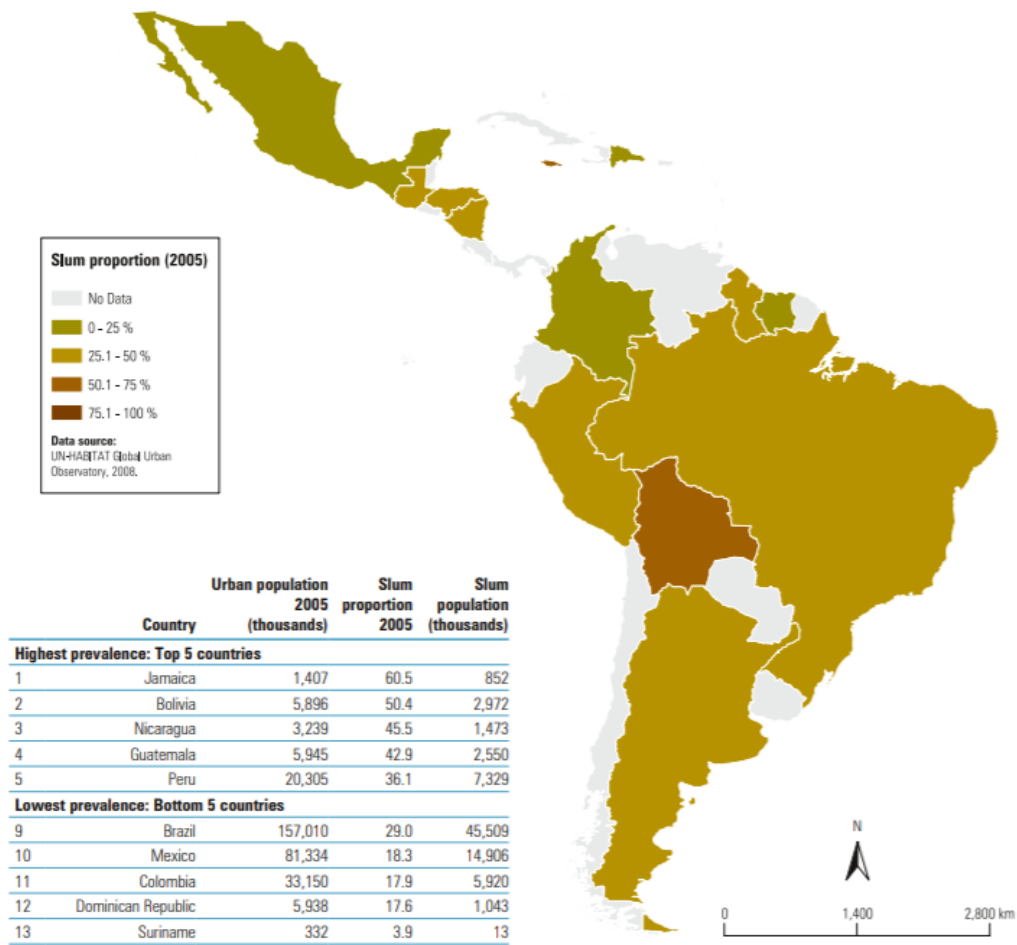 Slum proportion (2005)
No Data
0 - 25 %
25.1 - 50 %
50.1 - 75 %
75.1 - 100 %
Data source:
UN-HABITAT Global Urban
Observatory, 2008.
Urban population Slum Slum
2005 proportion population
Country (thousands) 2005 (thousands)
Highest prevalence: Top 5 countries
1 Jamaica 1,407 60.5 852
2 Bolivia 5,896 50.4 2,972
3 Nicaragua 3,239 45.5 1,473
4 Guatemala 5,945 42.9 2,550
5 Peru 20,305 36.1 7,329
Lowest prevalence: Bottom 5 countries
9 Brazil 157,010 29.0 45,509
10 Mexico 81,334 18.3 14,906
11 Colombia 33,150 17.9 5,920
12 Dominican Republic 5,938 17.6 1,043
13 Suriname 332 3.9 13
N
0 1,400 2,800 km